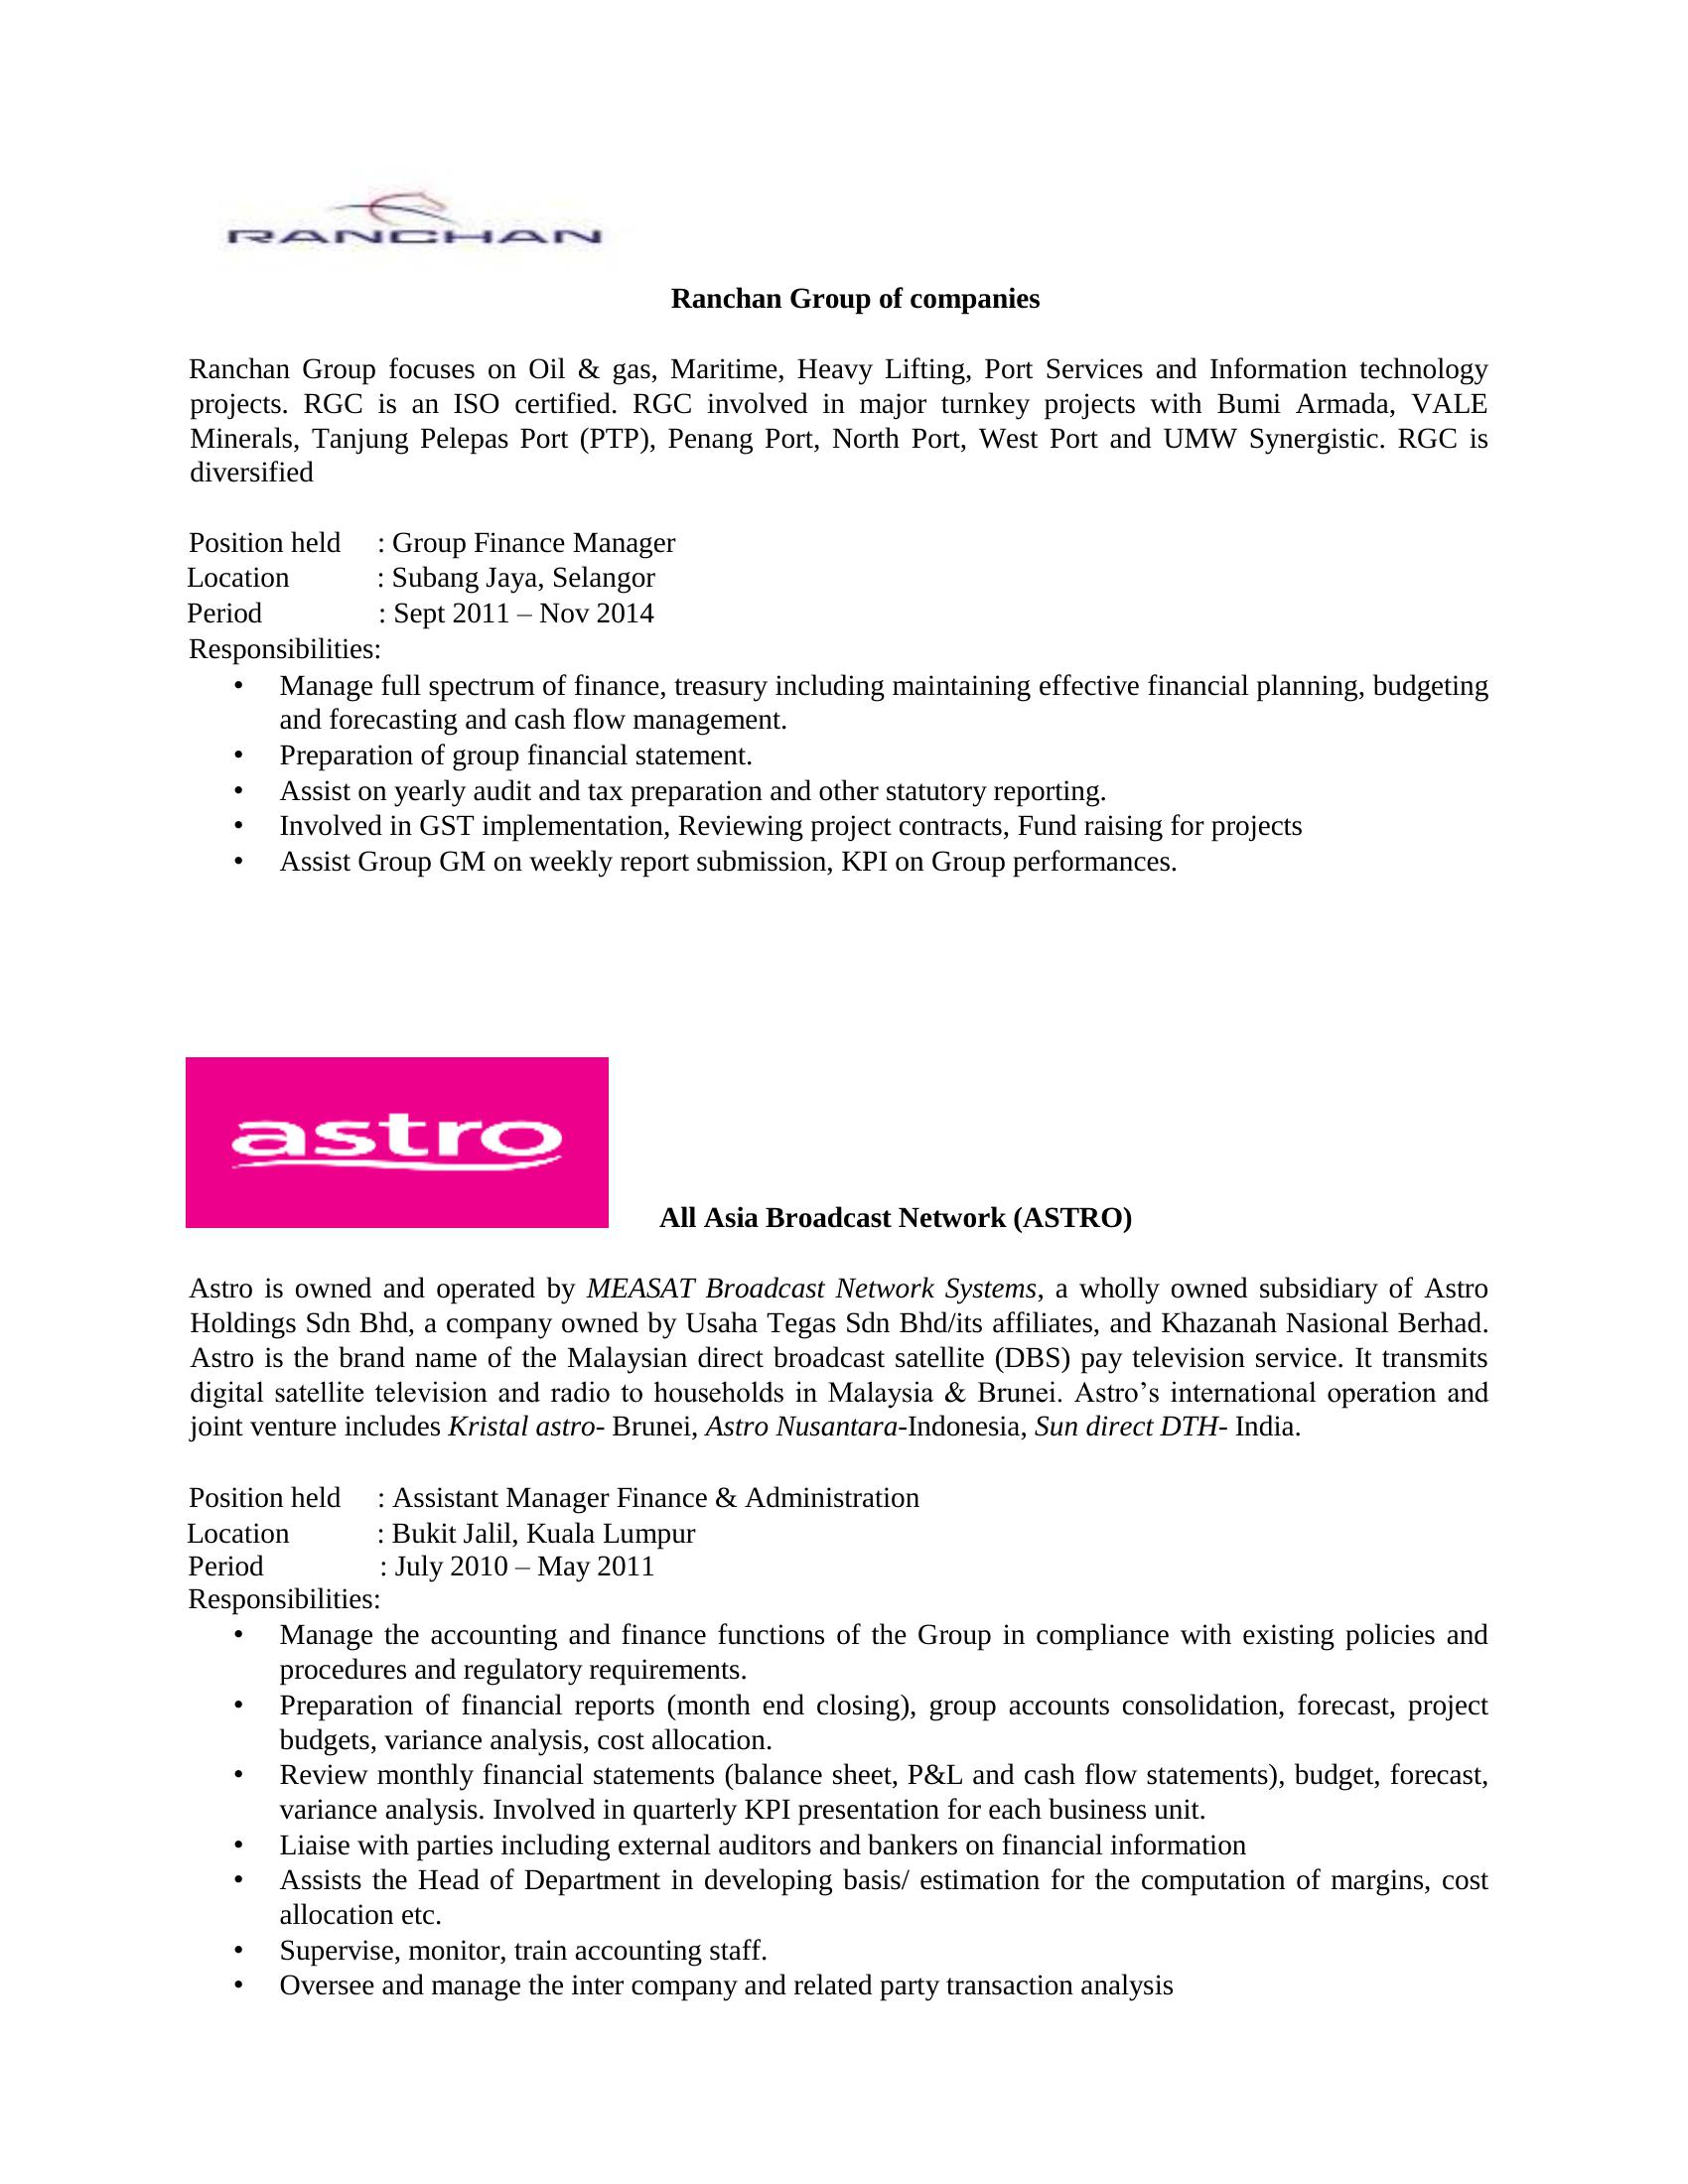 RANCHAN
Ranchan Group of companies
Ranchan Group focuses on Oil & gas, Maritime, Heavy Lifting, Port Services and Information technology
projects. RGC is an ISO certified. RGC involved in major turnkey projects with Bumi Armada, VALE
Minerals, Tanjung Pelepas Port (PTP), Penang Port, North Port, West Port and UMW Synergistic. RGC is
diversified
Position held : Group Finance Manager
Location : Subang Jaya, Selangor
Period : Sept 2011 – Nov 2014
Responsibilities:
• Manage full spectrum of finance, treasury including maintaining effective financial planning, budgeting
and forecasting and cash flow management.
• Preparation of group financial statement.
• Assist on yearly audit and tax preparation and other statutory reporting.
• Involved in GST implementation, Reviewing project contracts, Fund raising for projects
• Assist Group GM on weekly report submission, KPI on Group performances.
astro
All Asia Broadcast Network (ASTRO)
Astro is owned and operated by MEASAT Broadcast Network Systems, a wholly owned subsidiary of Astro
Holdings Sdn Bhd, a company owned by Usaha Tegas Sdn Bhd/its affiliates, and Khazanah Nasional Berhad.
Astro is the brand name of the Malaysian direct broadcast satellite (DBS) pay television service. It transmits
digital satellite television and radio to households in Malaysia & Brunei. Astro’s international operation and
joint venture includes Kristal astro- Brunei, Astro Nusantara-Indonesia, Sun direct DTH- India.
Position held : Assistant Manager Finance & Administration
Location : Bukit Jalil, Kuala Lumpur
Period : July 2010 – May 2011
Responsibilities:
• Manage the accounting and finance functions of the Group in compliance with existing policies and
procedures and regulatory requirements.
• Preparation of financial reports (month end closing), group accounts consolidation, forecast, project
budgets, variance analysis, cost allocation.
• Review monthly financial statements (balance sheet, P&L and cash flow statements), budget, forecast,
variance analysis. Involved in quarterly KPI presentation for each business unit.
• Liaise with parties including external auditors and bankers on financial information
• Assists the Head of Department in developing basis/ estimation for the computation of margins, cost
allocation etc.
• Supervise, monitor, train accounting staff.
• Oversee and manage the inter company and related party transaction analysis